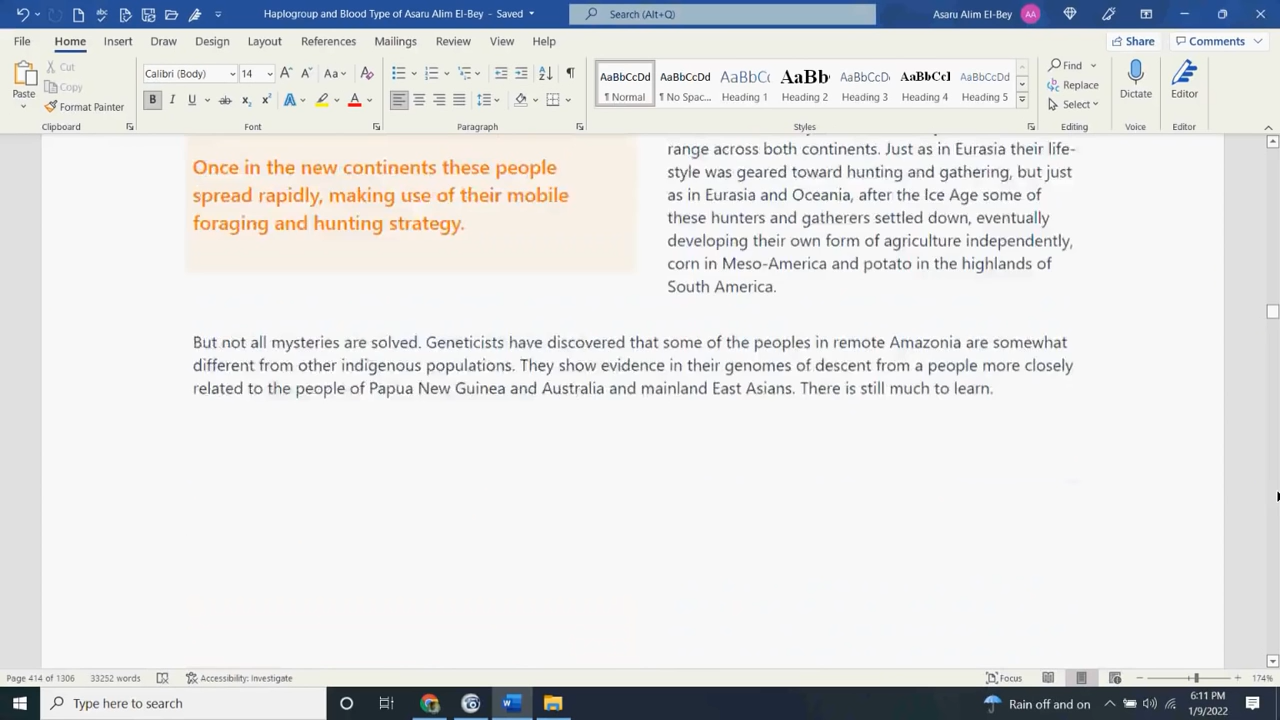 Haplogroup and Blood Type of Asaru Alim El-Bey - Saved
Search (Alt+Q)
Asaru Alim El-Bey
AA
File
Home
Insert
Draw
Design
Layout
References
Mailings
Review
View
Help
Share
Comments
Paste
Cut
Copy
Format Painter
Calibri (Body)
14
AaBbCcDd
AaBbCcDd
AaBbCc
AaBb
AaBbCcD
AaBbCcI
AaBbCcDd
¶ Normal
¶ No Spac...
Heading 1
Heading 2
Heading 3
Heading 4
Heading 5
Find
Replace
Select
Dictate
Editor
Clipboard
Font
Paragraph
Styles
Editing
Voice
Editor
Once in the new continents these people
spread rapidly, making use of their mobile
foraging and hunting strategy.
range across both continents. Just as in Eurasia their life-
style was geared toward hunting and gathering, but just
as in Eurasia and Oceania, after the Ice Age some of
these hunters and gatherers settled down, eventually
developing their own form of agriculture independently,
corn in Meso-America and potato in the highlands of
South America.
But not all mysteries are solved. Geneticists have discovered that some of the peoples in remote Amazonia are somewhat
different from other indigenous populations. They show evidence in their genomes of descent from a people more closely
related to the people of Papua New Guinea and Australia and mainland East Asians. There is still much to learn.
Page 414 of 1306
33252 words
Accessibility: Investigate
Focus
174%
Type here to search
Rain off and on
6:11 PM
1/9/2022